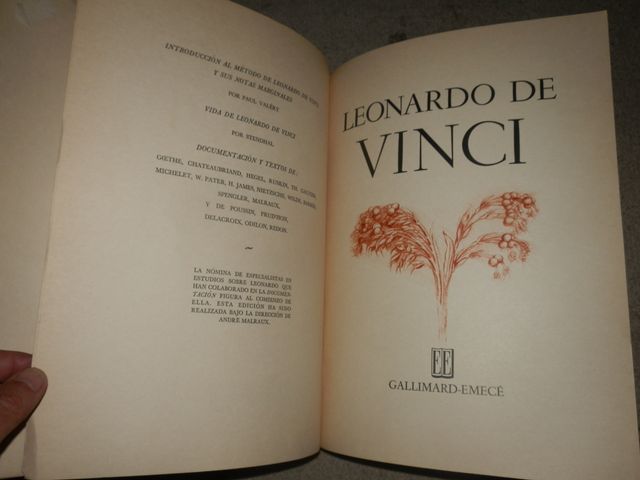 INTRODUCCIÓN AL MÉTODO DE LEONARDO DE VINCI
Y SUS NOTAS MARGINALES
POR PAUL VALÉRY
VIDA DE LEONARDO DE VINCI
POR STENDHAL
DOCUMENTACIÓN Y TEXTOS DE:
GŒTHE, CHATEAUBRIAND, HEGEL, RUSKIN, TH. GAUTIER,
MICHELET, W. PATER, H. JAMES, NIETZSCHE, WILDE, BARRÈS,
SPENGLER, MALRAUX,
Y DE POUSSIN, PRUD'HON,
DELACROIX, ODILON, REDON.
~
LA NÓMINA DE ESPECIALISTAS EN
ESTUDIOS SOBRE LEONARDO QUE
HAN COLABORADO EN LA DOCUMEN-
TACIÓN FIGURA AL COMIENZO DE
ELLA. ESTA EDICIÓN HA SIDO
REALIZADA BAJO LA DIRECCIÓN DE
ANDRÉ MALRAUX.
LEONARDO DE
VINCI
EE
GALLIMARD-EMECÉ